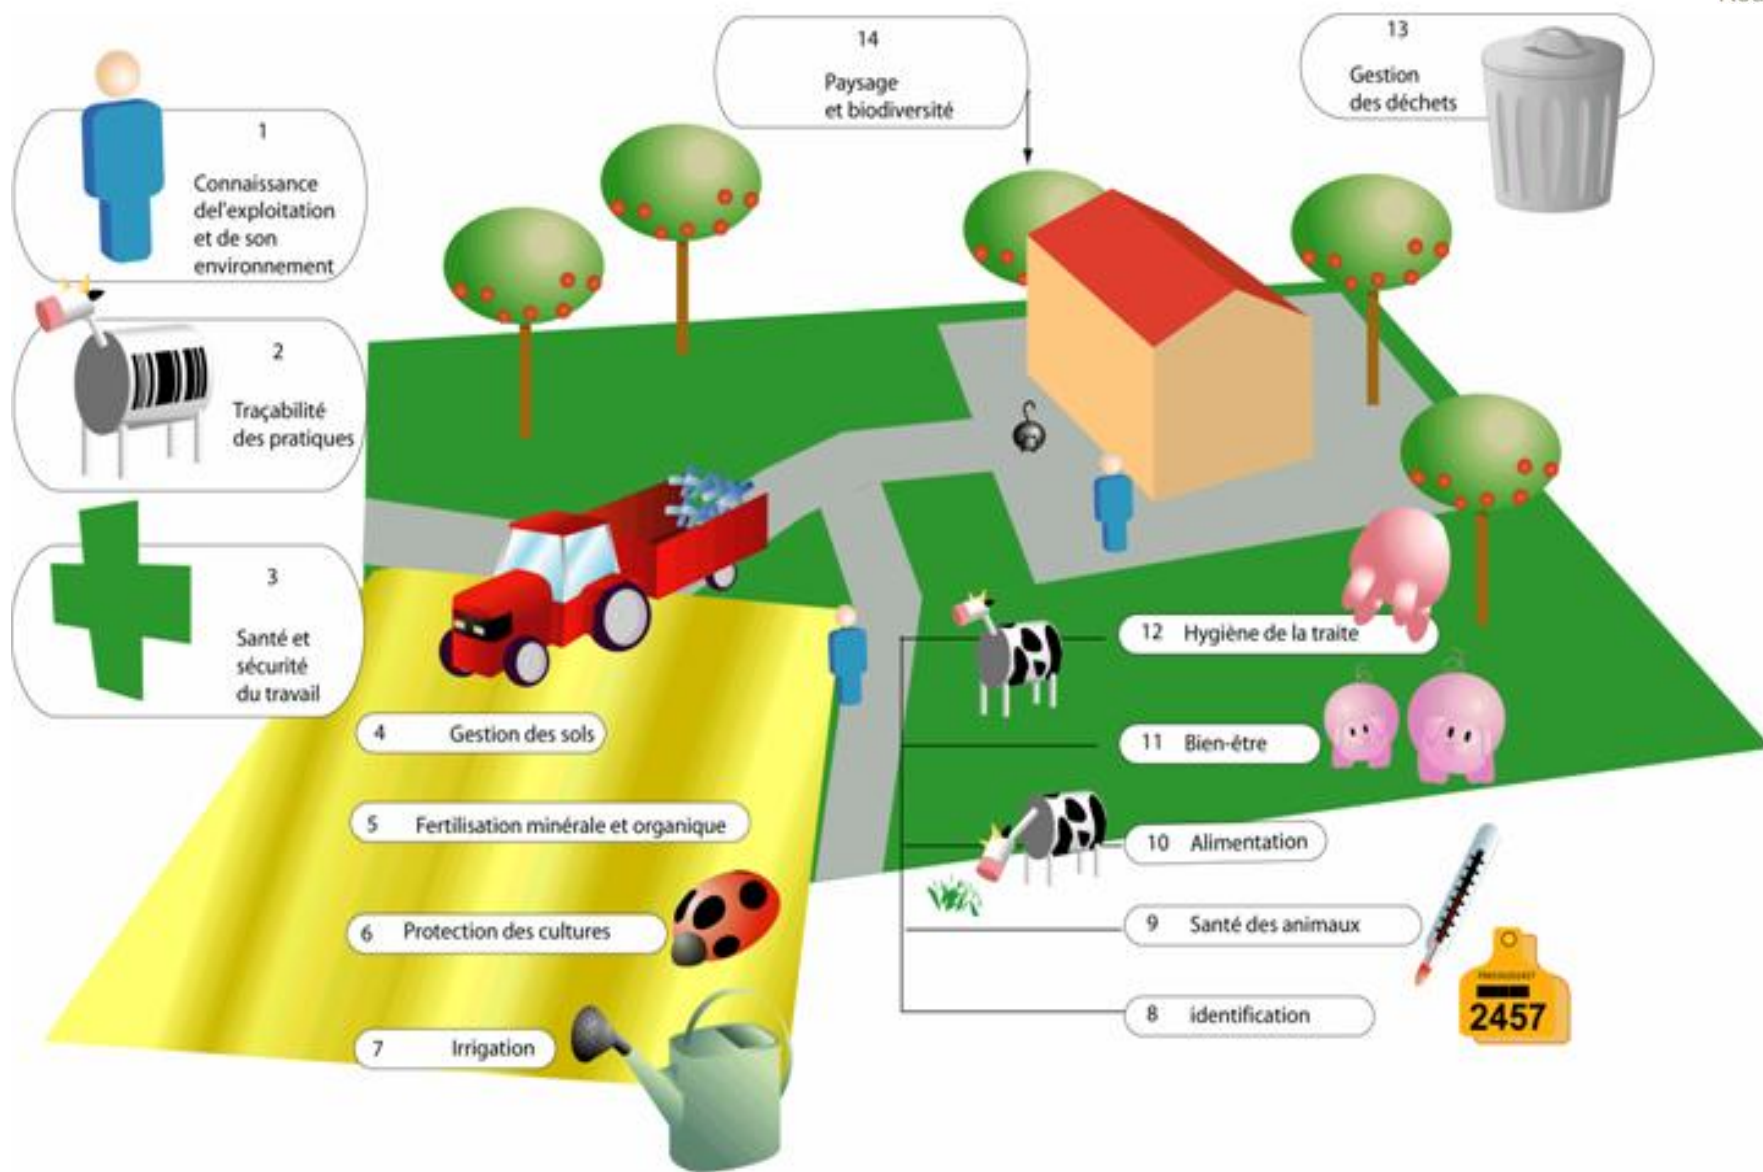 1
Connaissance
del'exploitation
et de son
environnement
2
Traçabilité
des pratiques
3
Santé et
sécurité
du travail
4 Gestion des sols
5 Fertilisation minérale et organique
6 Protection des cultures
7 Irrigation
8 identification
2457
9 Santé des animaux
10 Alimentation
11 Bien-être
12 Hygiène de la traite
13
Gestion
des déchets
14
Paysage
et biodiversité